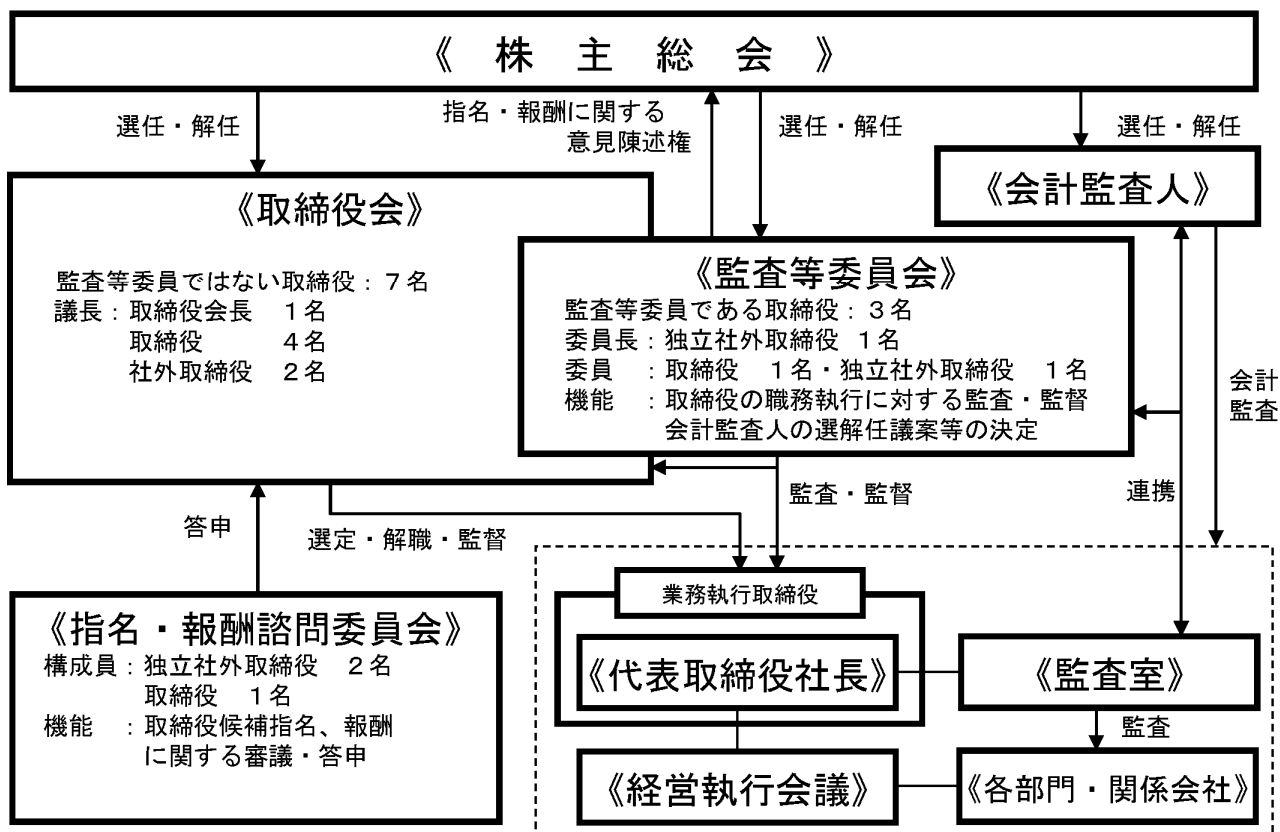 《 株 主 総 会 》
選任・解任
指名・報酬に関する
意見陳述権
選任・解任
選任・解任
《会計監査人》
《取締役会》
監査等委員ではない取締役：７名
議長：取締役会長　１名
取締役　　　４名
社外取締役　２名
《監査等委員会》
監査等委員である取締役：３名
委員長：独立社外取締役 １名
委員　：取締役　１名・独立社外取締役　１名
機能　：取締役の職務執行に対する監査・監督
会計監査人の選解任議案等の決定
会計
監査
監査・監督
連携
答申
選定・解職・監督
《指名・報酬諮問委員会》
構成員：独立社外取締役　２名
取締役　１名
機能　：取締役候補指名、報酬
に関する審議・答申
業務執行取締役
《代表取締役社長》
《監査室》
監査
《経営執行会議》
《各部門・関係会社》